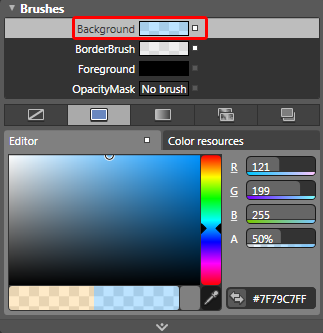 Brushes
Background
BorderBrush
Foreground
OpacityMask No brush
Editor Color resources
R 121
G 199
B 255
A 50%
#7F79C7FF